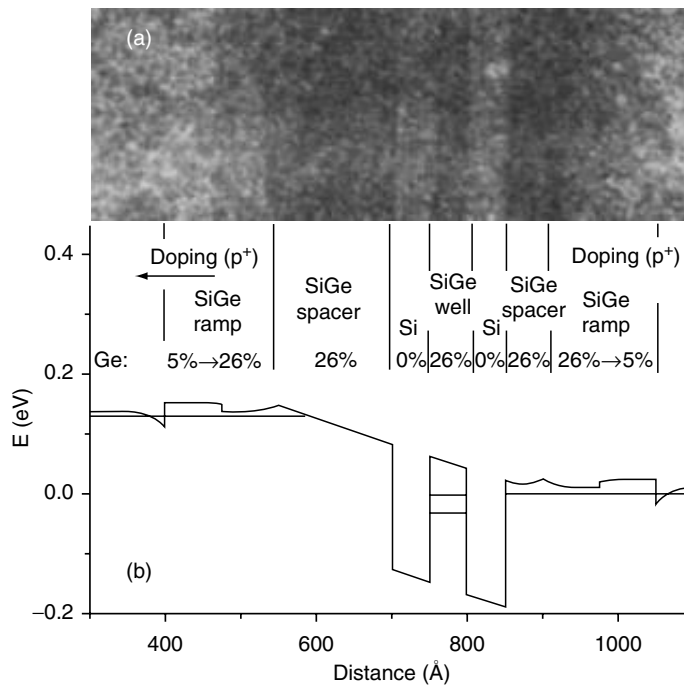 (a)
0.4
Doping (p⁺)
Doping (p⁺)
SiGe ramp
SiGe spacer
Si
SiGe well
Si
SiGe spacer
SiGe ramp
Ge: 5%→26% 26% 0% 26% 0% 26% 26%→5%
0.2
E (eV)
0.0
(b)
−0.2
400 600 800 1000
Distance (Å)